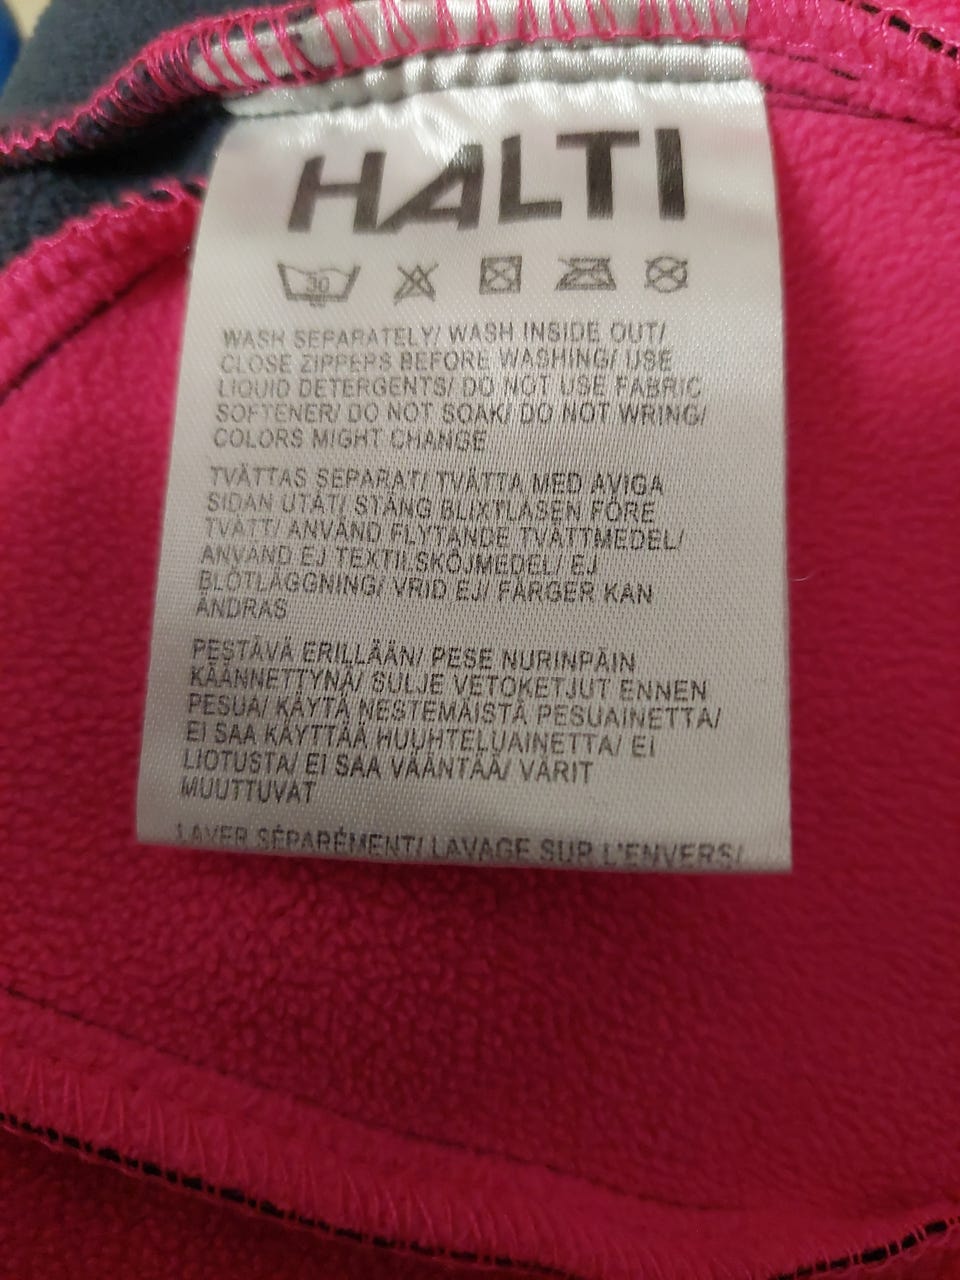 HALTI
30
WASH SEPARATELY/ WASH INSIDE OUT/
CLOSE ZIPPERS BEFORE WASHING/ USE
LIQUID DETERGENTS/ DO NOT USE FABRIC
SOFTENER/ DO NOT SOAK/ DO NOT WRING/
COLORS MIGHT CHANGE
TVÄTTAS SEPARAT/ TVÄTTA MED AVIGA
SIDAN UTÅT/ STÄNG BLIXTLÅSEN FÖRE
TVÄTT/ ANVÄND FLYTANDE TVÄTTMEDEL/
ANVÄND EJ TEXTILSKÖJMEDEL/ EJ
BLÖTLÄGGNING/ VRID EJ/ FÄRGER KAN
ÄNDRAS
PESTÄVÄ ERILLÄÄN/ PESE NURINPÄIN
KÄÄNNETTYNÄ/ SULJE VETOKETJUT ENNEN
PESUA/ KÄYTÄ NESTEMÄISTÄ PESUAINETTA/
EI SAA KÄYTTÄÄ HUUHTELUAINETTA/ EI
LIOTUSTA/ EI SAA VÄÄNTÄÄ/ VÄRIT
MUUTTUVAT
LAVER SÉPARÉMENT/ LAVAGE SUR L'ENVERS/